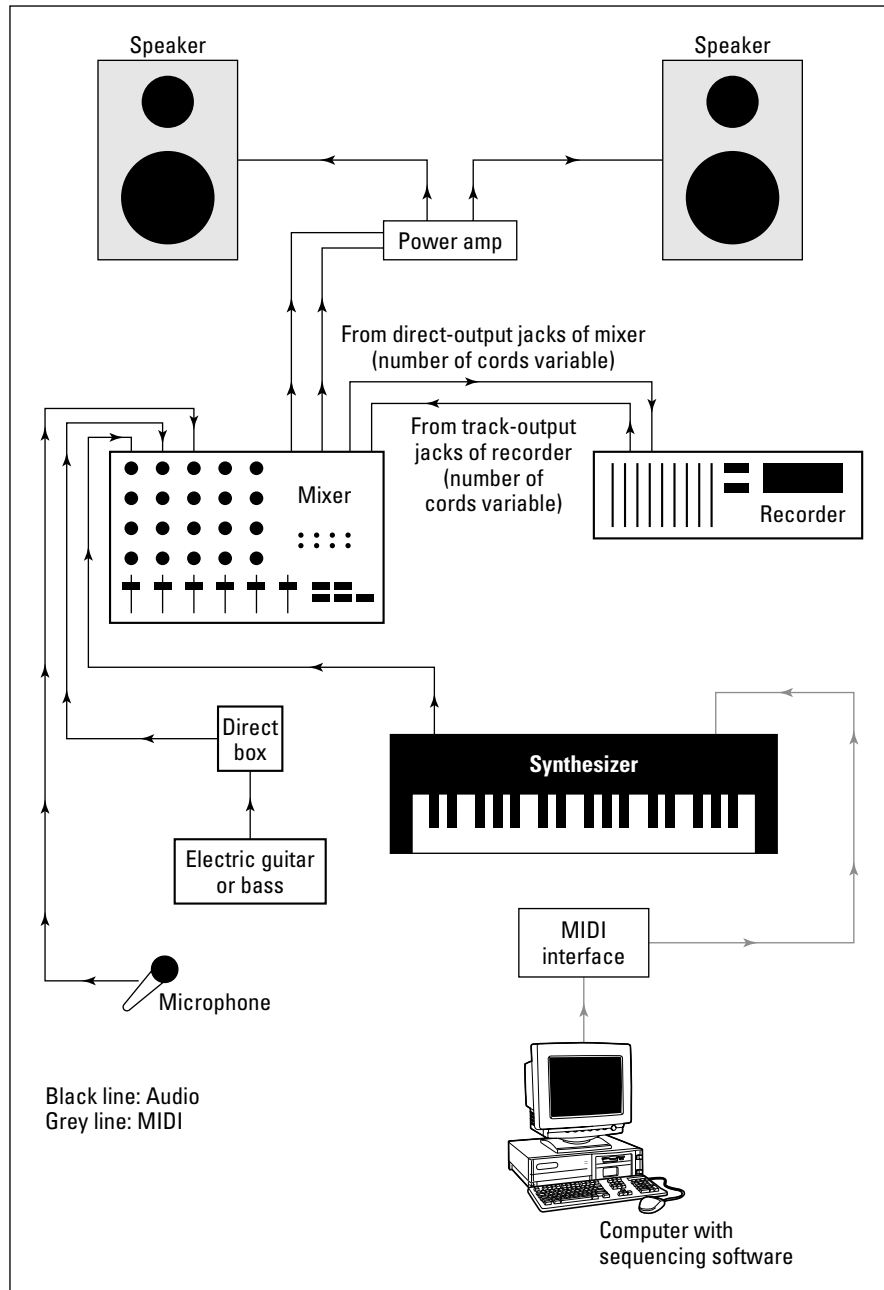 Speaker
Speaker
Power amp
From direct-output jacks of mixer
(number of cords variable)
From track-output
jacks of recorder
(number of
cords variable)
Mixer
Recorder
Direct
box
Synthesizer
Electric guitar
or bass
MIDI
interface
Microphone
Black line: Audio
Grey line: MIDI
Computer with
sequencing software